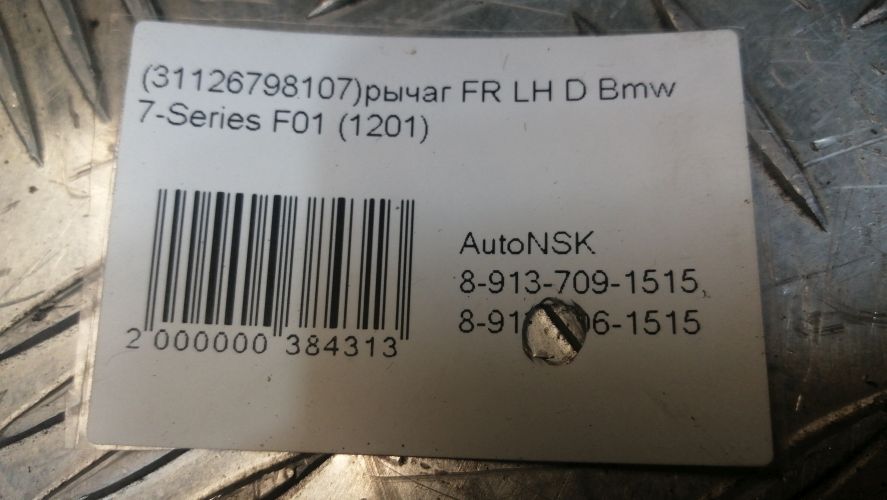 (31126798107)рычаг FR LH D Bmw
7-Series F01 (1201)
AutoNSK
8-913-709-1515,
2 000000 384313